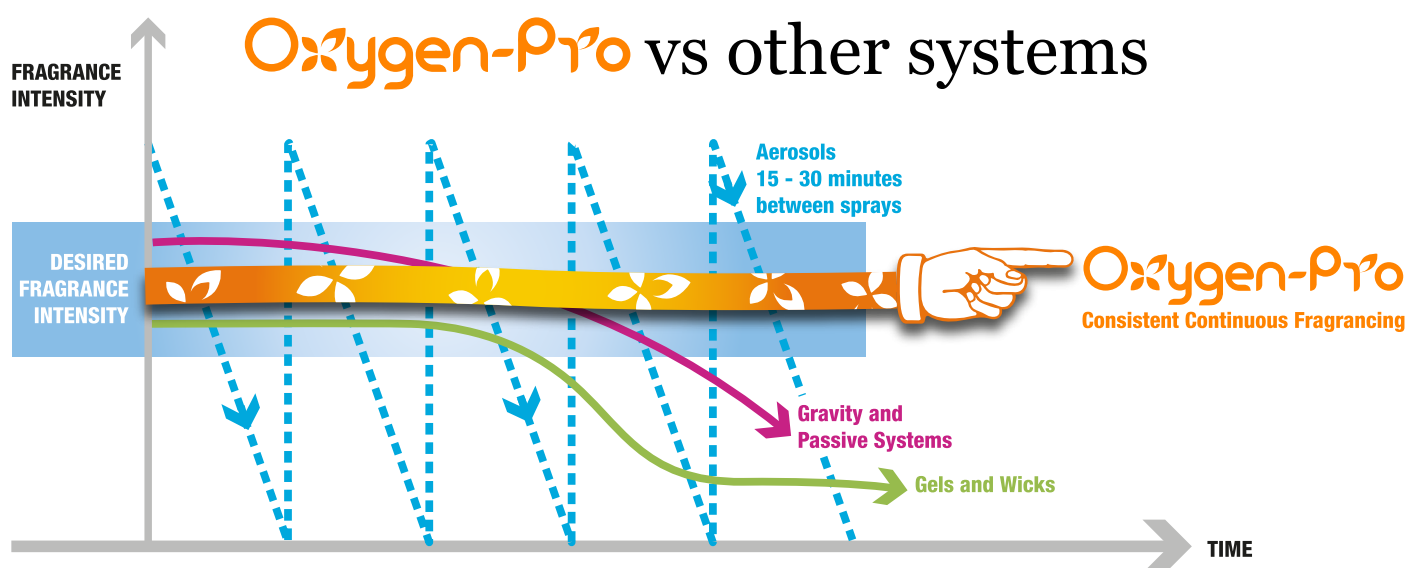 Oxygen-Pro vs other systems
FRAGRANCE
INTENSITY
Aerosols
15 - 30 minutes
between sprays
DESIRED
FRAGRANCE
INTENSITY
Oxygen-Pro
Consistent Continuous Fragrancing
Gravity and
Passive Systems
Gels and Wicks
TIME